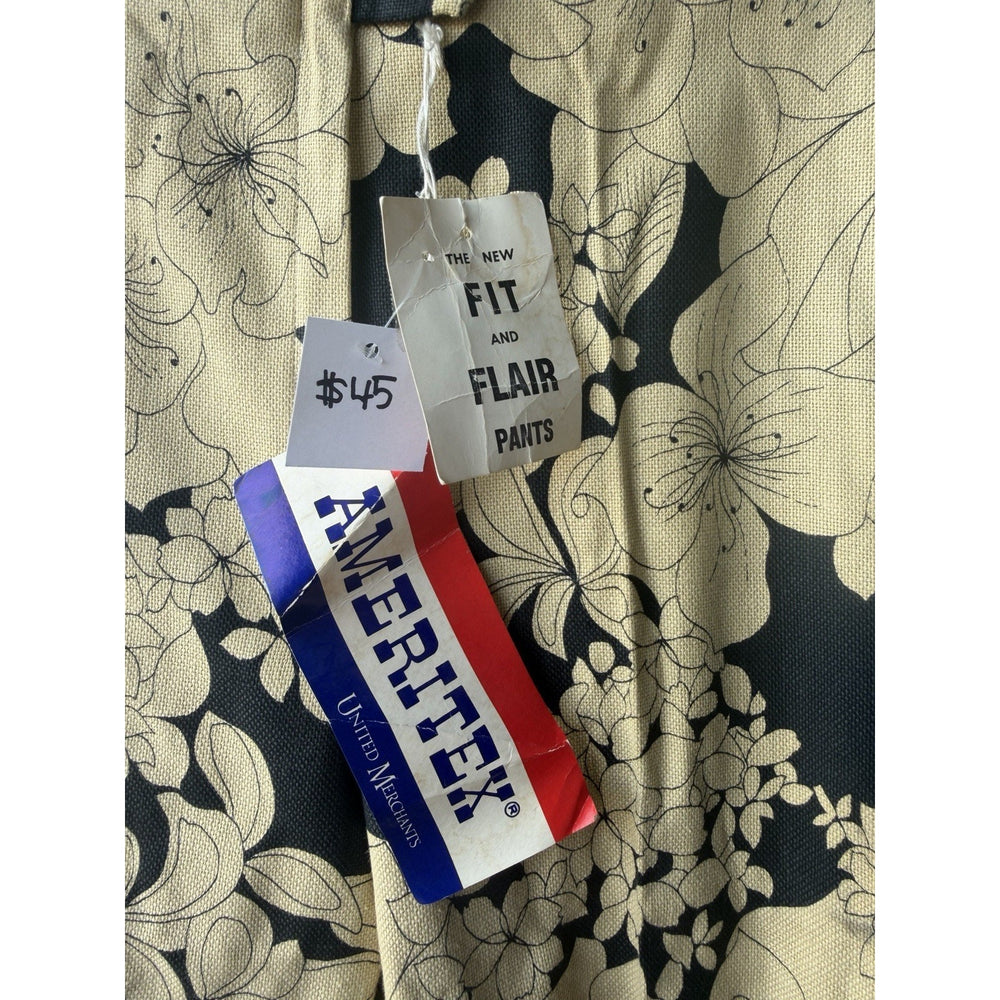 THE NEW
FIT
AND
FLAIR
PANTS
$45
AMERITEX®
UNITED MERCHANTS